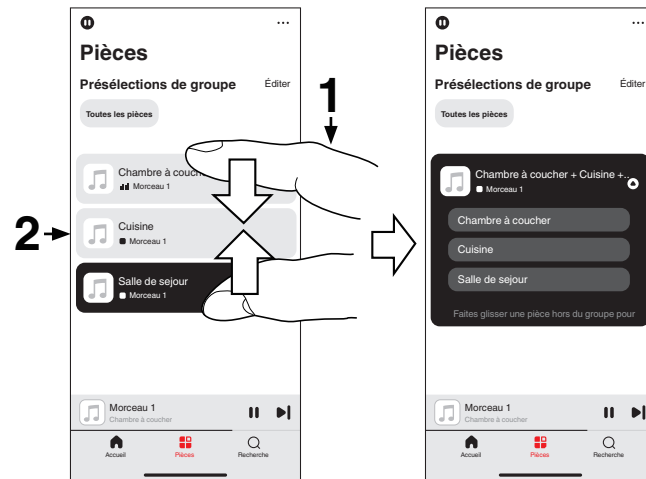 ...
Pièces
Présélections de groupe Éditer
Toutes les pièces
1
Chambre à couch
Morceau 1
2
Cuisine
Morceau 1
Salle de sejour
Morceau 1
Morceau 1
Chambre à coucher
Accueil Pièces Recherche
...
Pièces
Présélections de groupe Éditer
Toutes les pièces
Chambre à coucher + Cuisine +..
Morceau 1
Chambre à coucher
Cuisine
Salle de sejour
Faites glisser une pièce hors du groupe pour
Morceau 1
Chambre à coucher
Accueil Pièces Recherche